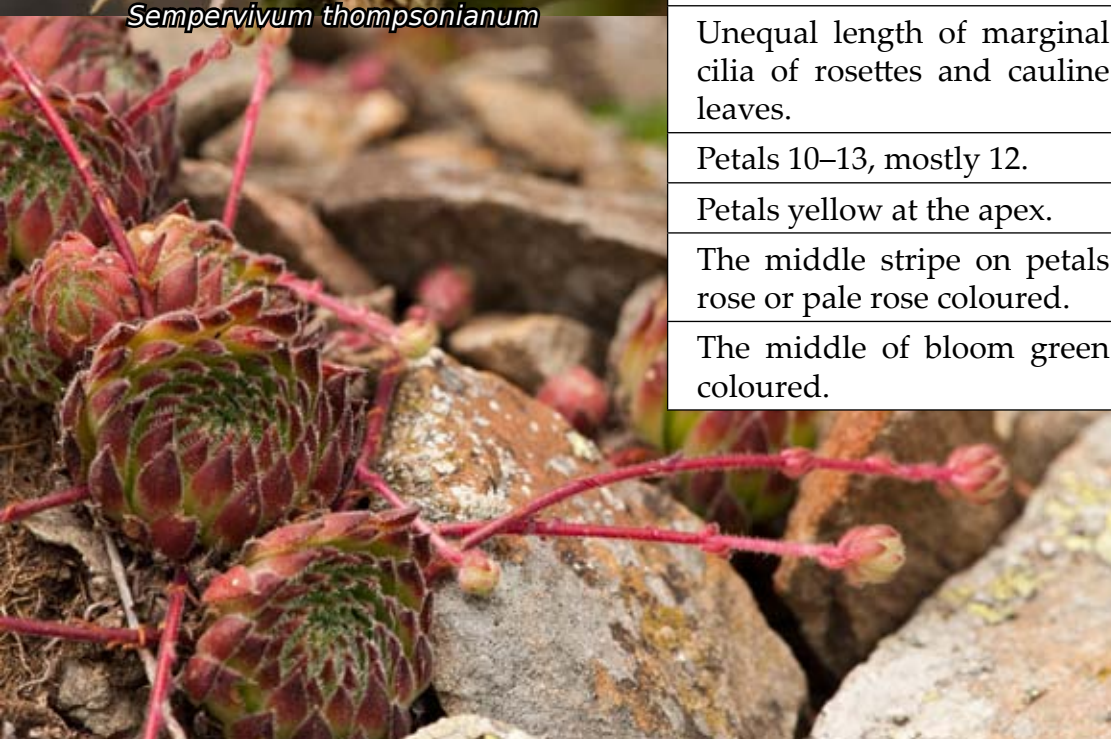 Sempervivum thompsonianum
Unequal length of marginal
cilia of rosettes and cauline
leaves.
Petals 10–13, mostly 12.
Petals yellow at the apex.
The middle stripe on petals
rose or pale rose coloured.
The middle of bloom green
coloured.